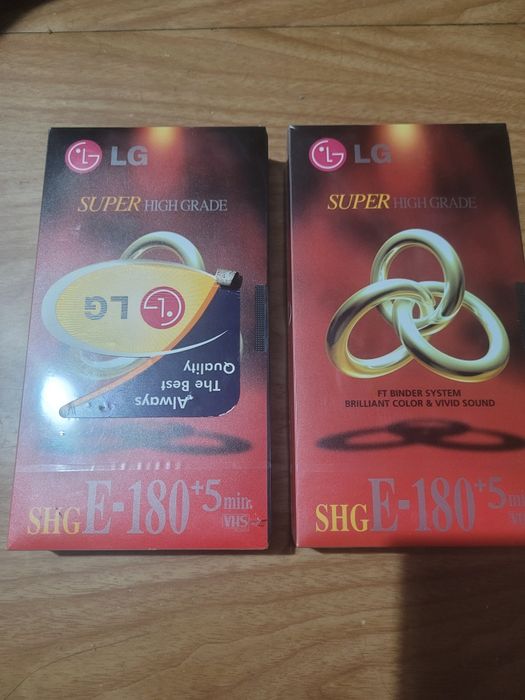 LG
SUPER HIGH GRADE
LG
Always
The Best
Quality
SHG E-180+5 min.
VHS
LG
SUPER HIGH GRADE
FT BINDER SYSTEM
BRILLIANT COLOR & VIVID SOUND
SHG E-180+5